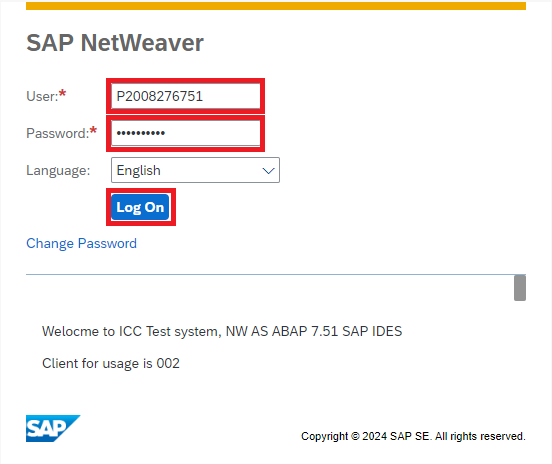 SAP NetWeaver
User:* P2008276751
Password:* ••••••••••
Language: English
Log On
Change Password
Welocme to ICC Test system, NW AS ABAP 7.51 SAP IDES
Client for usage is 002
SAP
Copyright © 2024 SAP SE. All rights reserved.